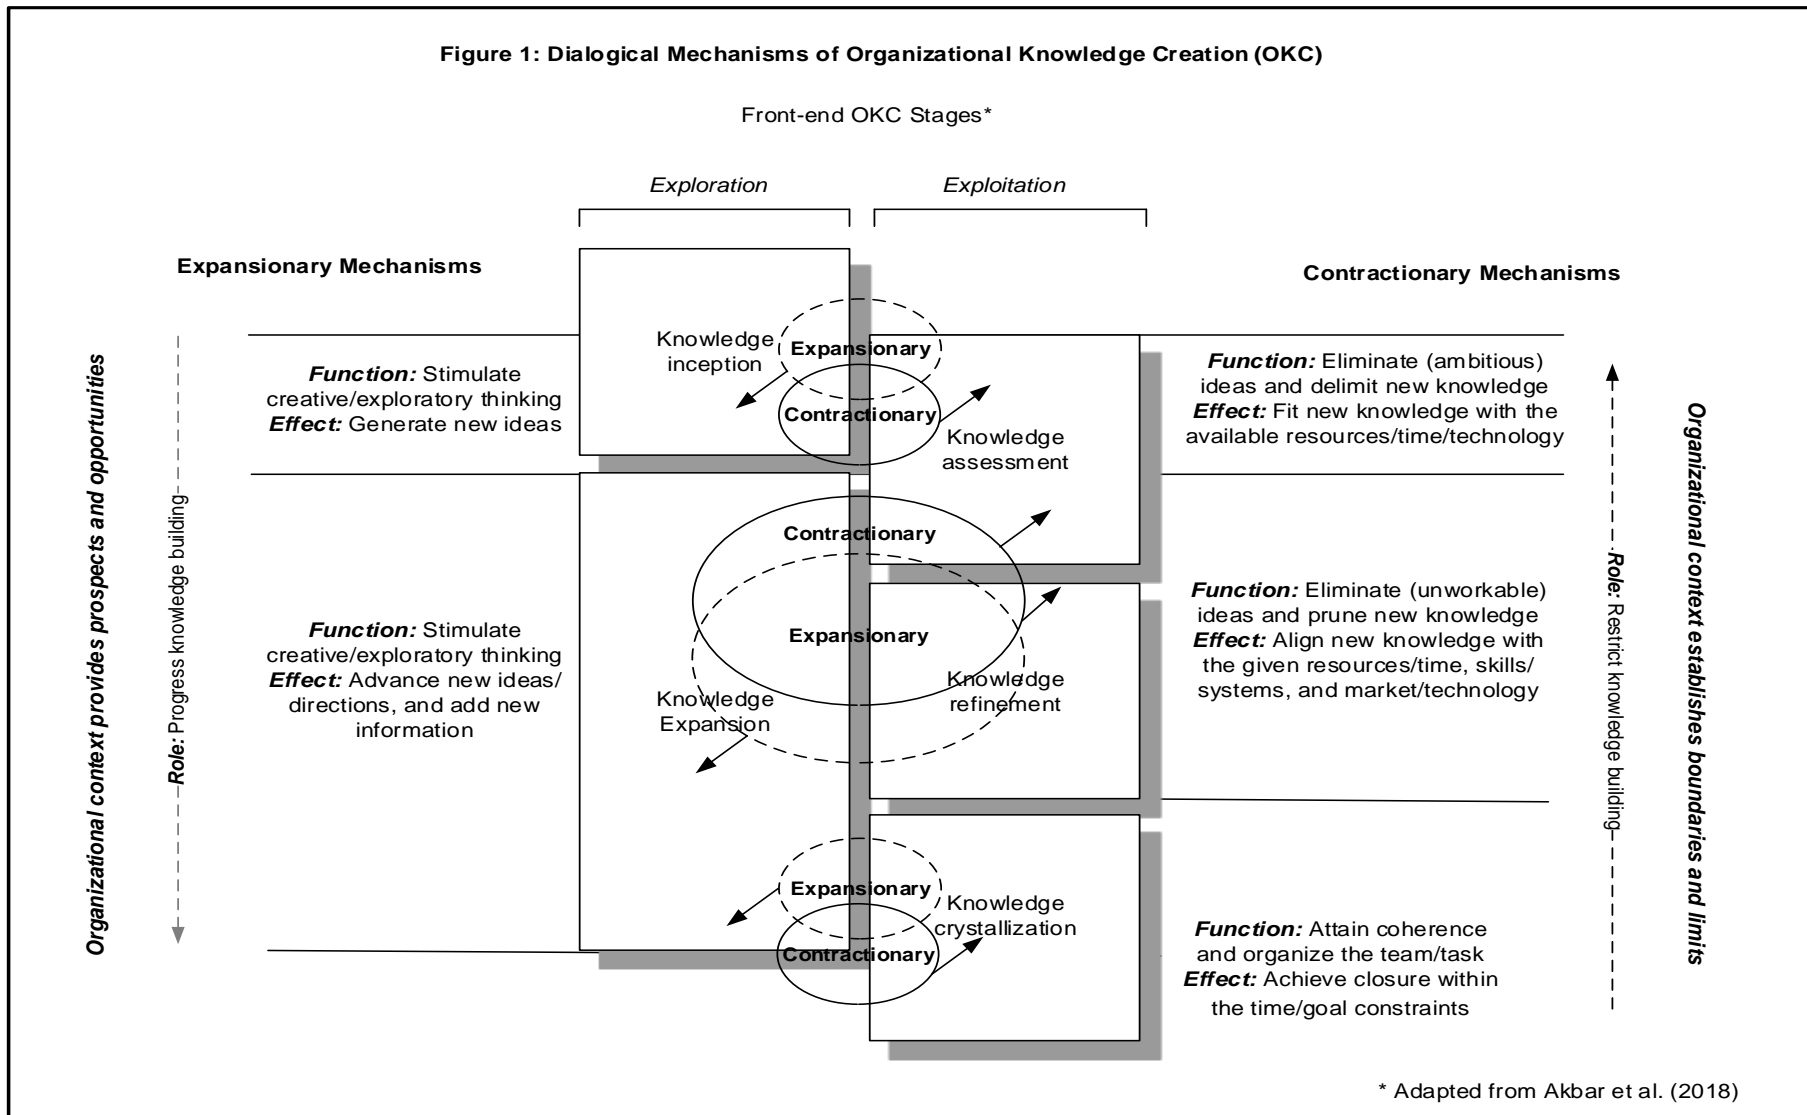 Figure 1: Dialogical Mechanisms of Organizational Knowledge Creation (OKC)
Front-end OKC Stages*
Exploration
Exploitation
Expansionary Mechanisms
Contractionary Mechanisms
Organizational context provides prospects and opportunities
Role: Progress knowledge building
Function: Stimulate
creative/exploratory thinking
Effect: Generate new ideas
Function: Stimulate
creative/exploratory thinking
Effect: Advance new ideas/
directions, and add new
information
Knowledge
inception
Expansionary
Contractionary
Knowledge
assessment
Contractionary
Expansionary
Knowledge
Expansion
Knowledge
refinement
Expansionary
Contractionary
Knowledge
crystallization
Function: Eliminate (ambitious)
ideas and delimit new knowledge
Effect: Fit new knowledge with the
available resources/time/technology
Function: Eliminate (unworkable)
ideas and prune new knowledge
Effect: Align new knowledge with
the given resources/time, skills/
systems, and market/technology
Function: Attain coherence
and organize the team/task
Effect: Achieve closure within
the time/goal constraints
Role: Restrict knowledge building
Organizational context establishes boundaries and limits
* Adapted from Akbar et al. (2018)